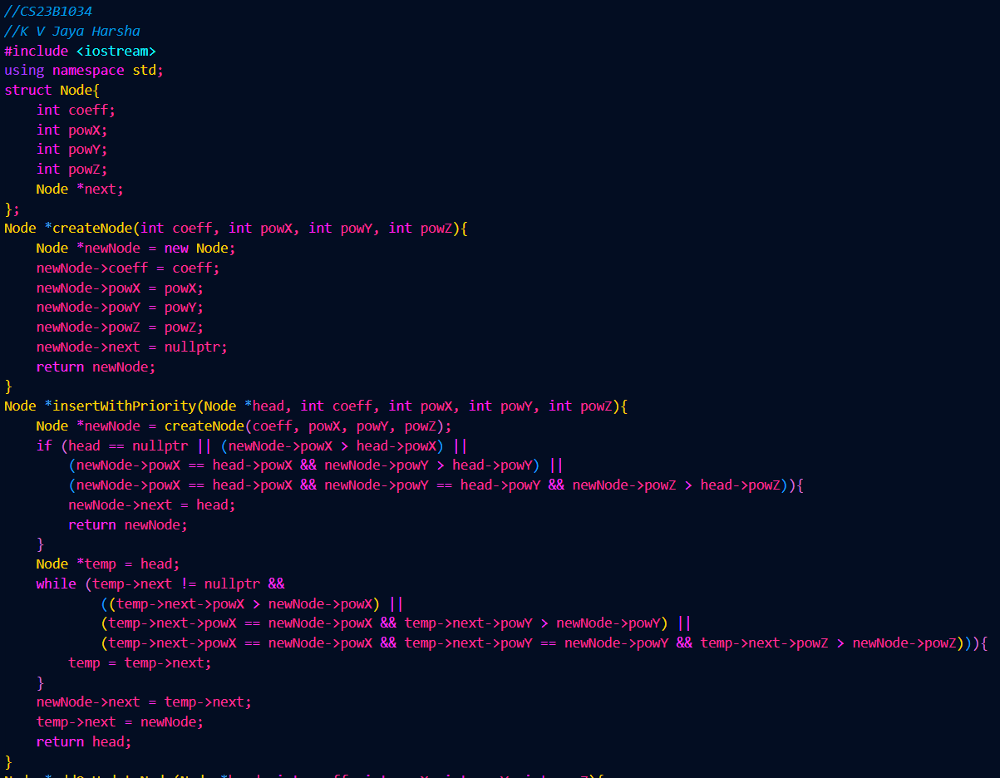 //CS23B1034
//K V Jaya Harsha
#include <iostream>
using namespace std;
struct Node{
    int coeff;
    int powX;
    int powY;
    int powZ;
    Node *next;
};
Node *createNode(int coeff, int powX, int powY, int powZ){
    Node *newNode = new Node;
    newNode->coeff = coeff;
    newNode->powX = powX;
    newNode->powY = powY;
    newNode->powZ = powZ;
    newNode->next = nullptr;
    return newNode;
}
Node *insertWithPriority(Node *head, int coeff, int powX, int powY, int powZ){
    Node *newNode = createNode(coeff, powX, powY, powZ);
    if (head == nullptr || (newNode->powX > head->powX) ||
        (newNode->powX == head->powX && newNode->powY > head->powY) ||
        (newNode->powX == head->powX && newNode->powY == head->powY && newNode->powZ > head->powZ)){
        newNode->next = head;
        return newNode;
    }
    Node *temp = head;
    while (temp->next != nullptr &&
            ((temp->next->powX > newNode->powX) ||
            (temp->next->powX == newNode->powX && temp->next->powY > newNode->powY) ||
            (temp->next->powX == newNode->powX && temp->next->powY == newNode->powY && temp->next->powZ > newNode->powZ))){
        temp = temp->next;
    }
    newNode->next = temp->next;
    temp->next = newNode;
    return head;
}